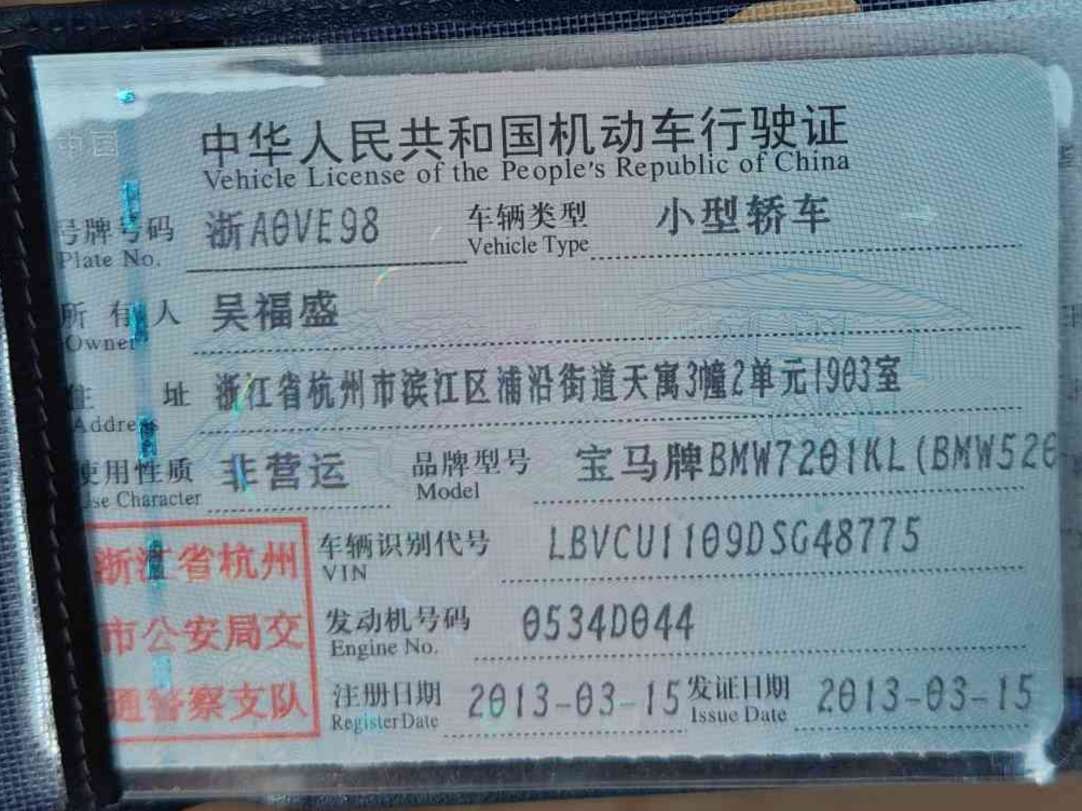 中华人民共和国机动车行驶证
Vehicle License of the People's Republic of China
号牌号码 浙A0VE98 车辆类型 小型轿车
Plate No. Vehicle Type
所有人 吴福盛
Owner
住址 浙江省杭州市滨江区浦沿街道天寓3幢2单元1903室
Address
使用性质 非营运 品牌型号 宝马牌BMW7201KL(BMW520
Use Character Model
浙江省杭州 车辆识别代号 LBVCU1109DSG48775
VIN
市公安局交 发动机号码 0534D044
Engine No.
通警察支队 注册日期 2013-03-15 发证日期 2013-03-15
Register Date Issue Date